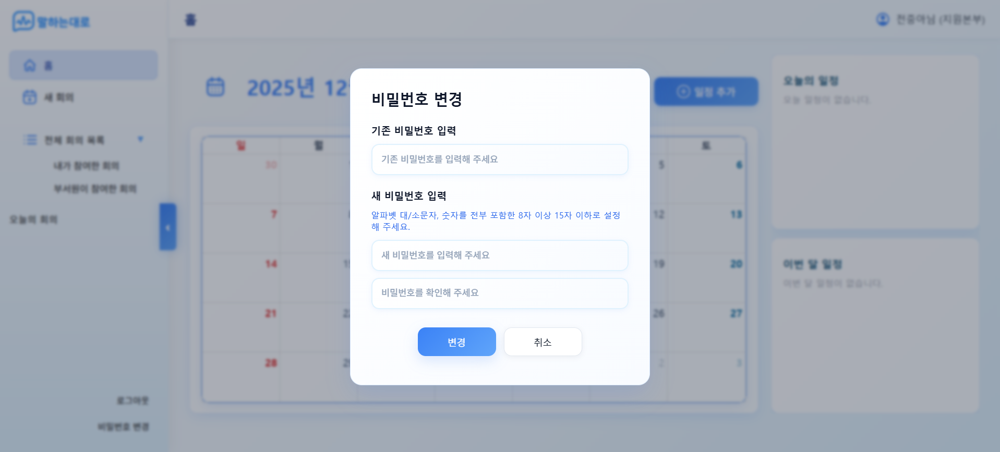 말하는대로
홈
전중마님 (지원본부)
홈
새 회의
전체 회의 목록
내가 참여한 회의
부서원이 참여한 회의
오늘의 회의
로그아웃
비밀번호 변경
2025년 12
일정 추가
일
월
토
30
5
6
7
12
13
14
19
20
21
26
27
28
2
3
오늘의 일정
오늘 일정이 없습니다.
이번 달 일정
이번 달 일정이 없습니다.
비밀번호 변경
기존 비밀번호 입력
기존 비밀번호를 입력해 주세요
새 비밀번호 입력
알파벳 대/소문자, 숫자를 전부 포함한 8자 이상 15자 이하로 설정
해 주세요.
새 비밀번호를 입력해 주세요
비밀번호를 확인해 주세요
변경
취소